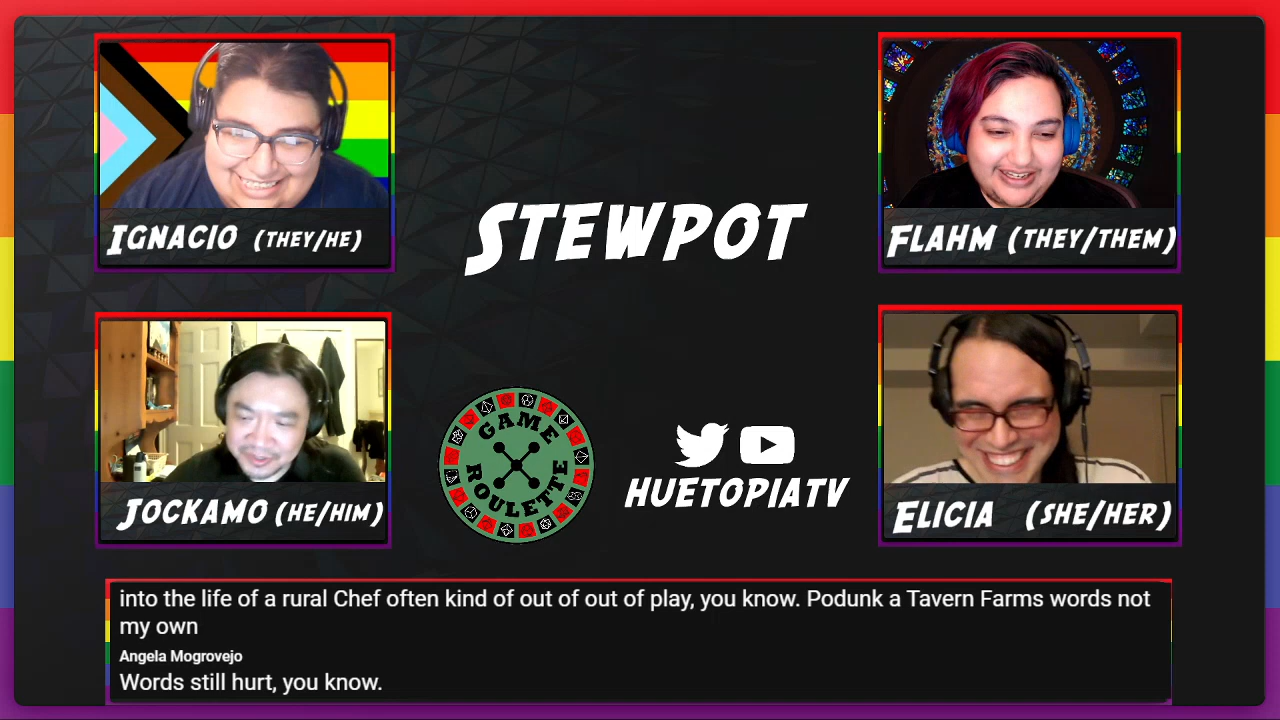 IGNACIO (THEY/HE)
FLAHM (THEY/THEM)
STEWPOT
JOCKAMO (HE/HIM)
GAME
ROULETTE
HUETOPIATV
ELICIA (SHE/HER)
into the life of a rural Chef often kind of out of out of play, you know. Podunk a Tavern Farms words not
my own
Angela Mogrovejo
Words still hurt, you know.